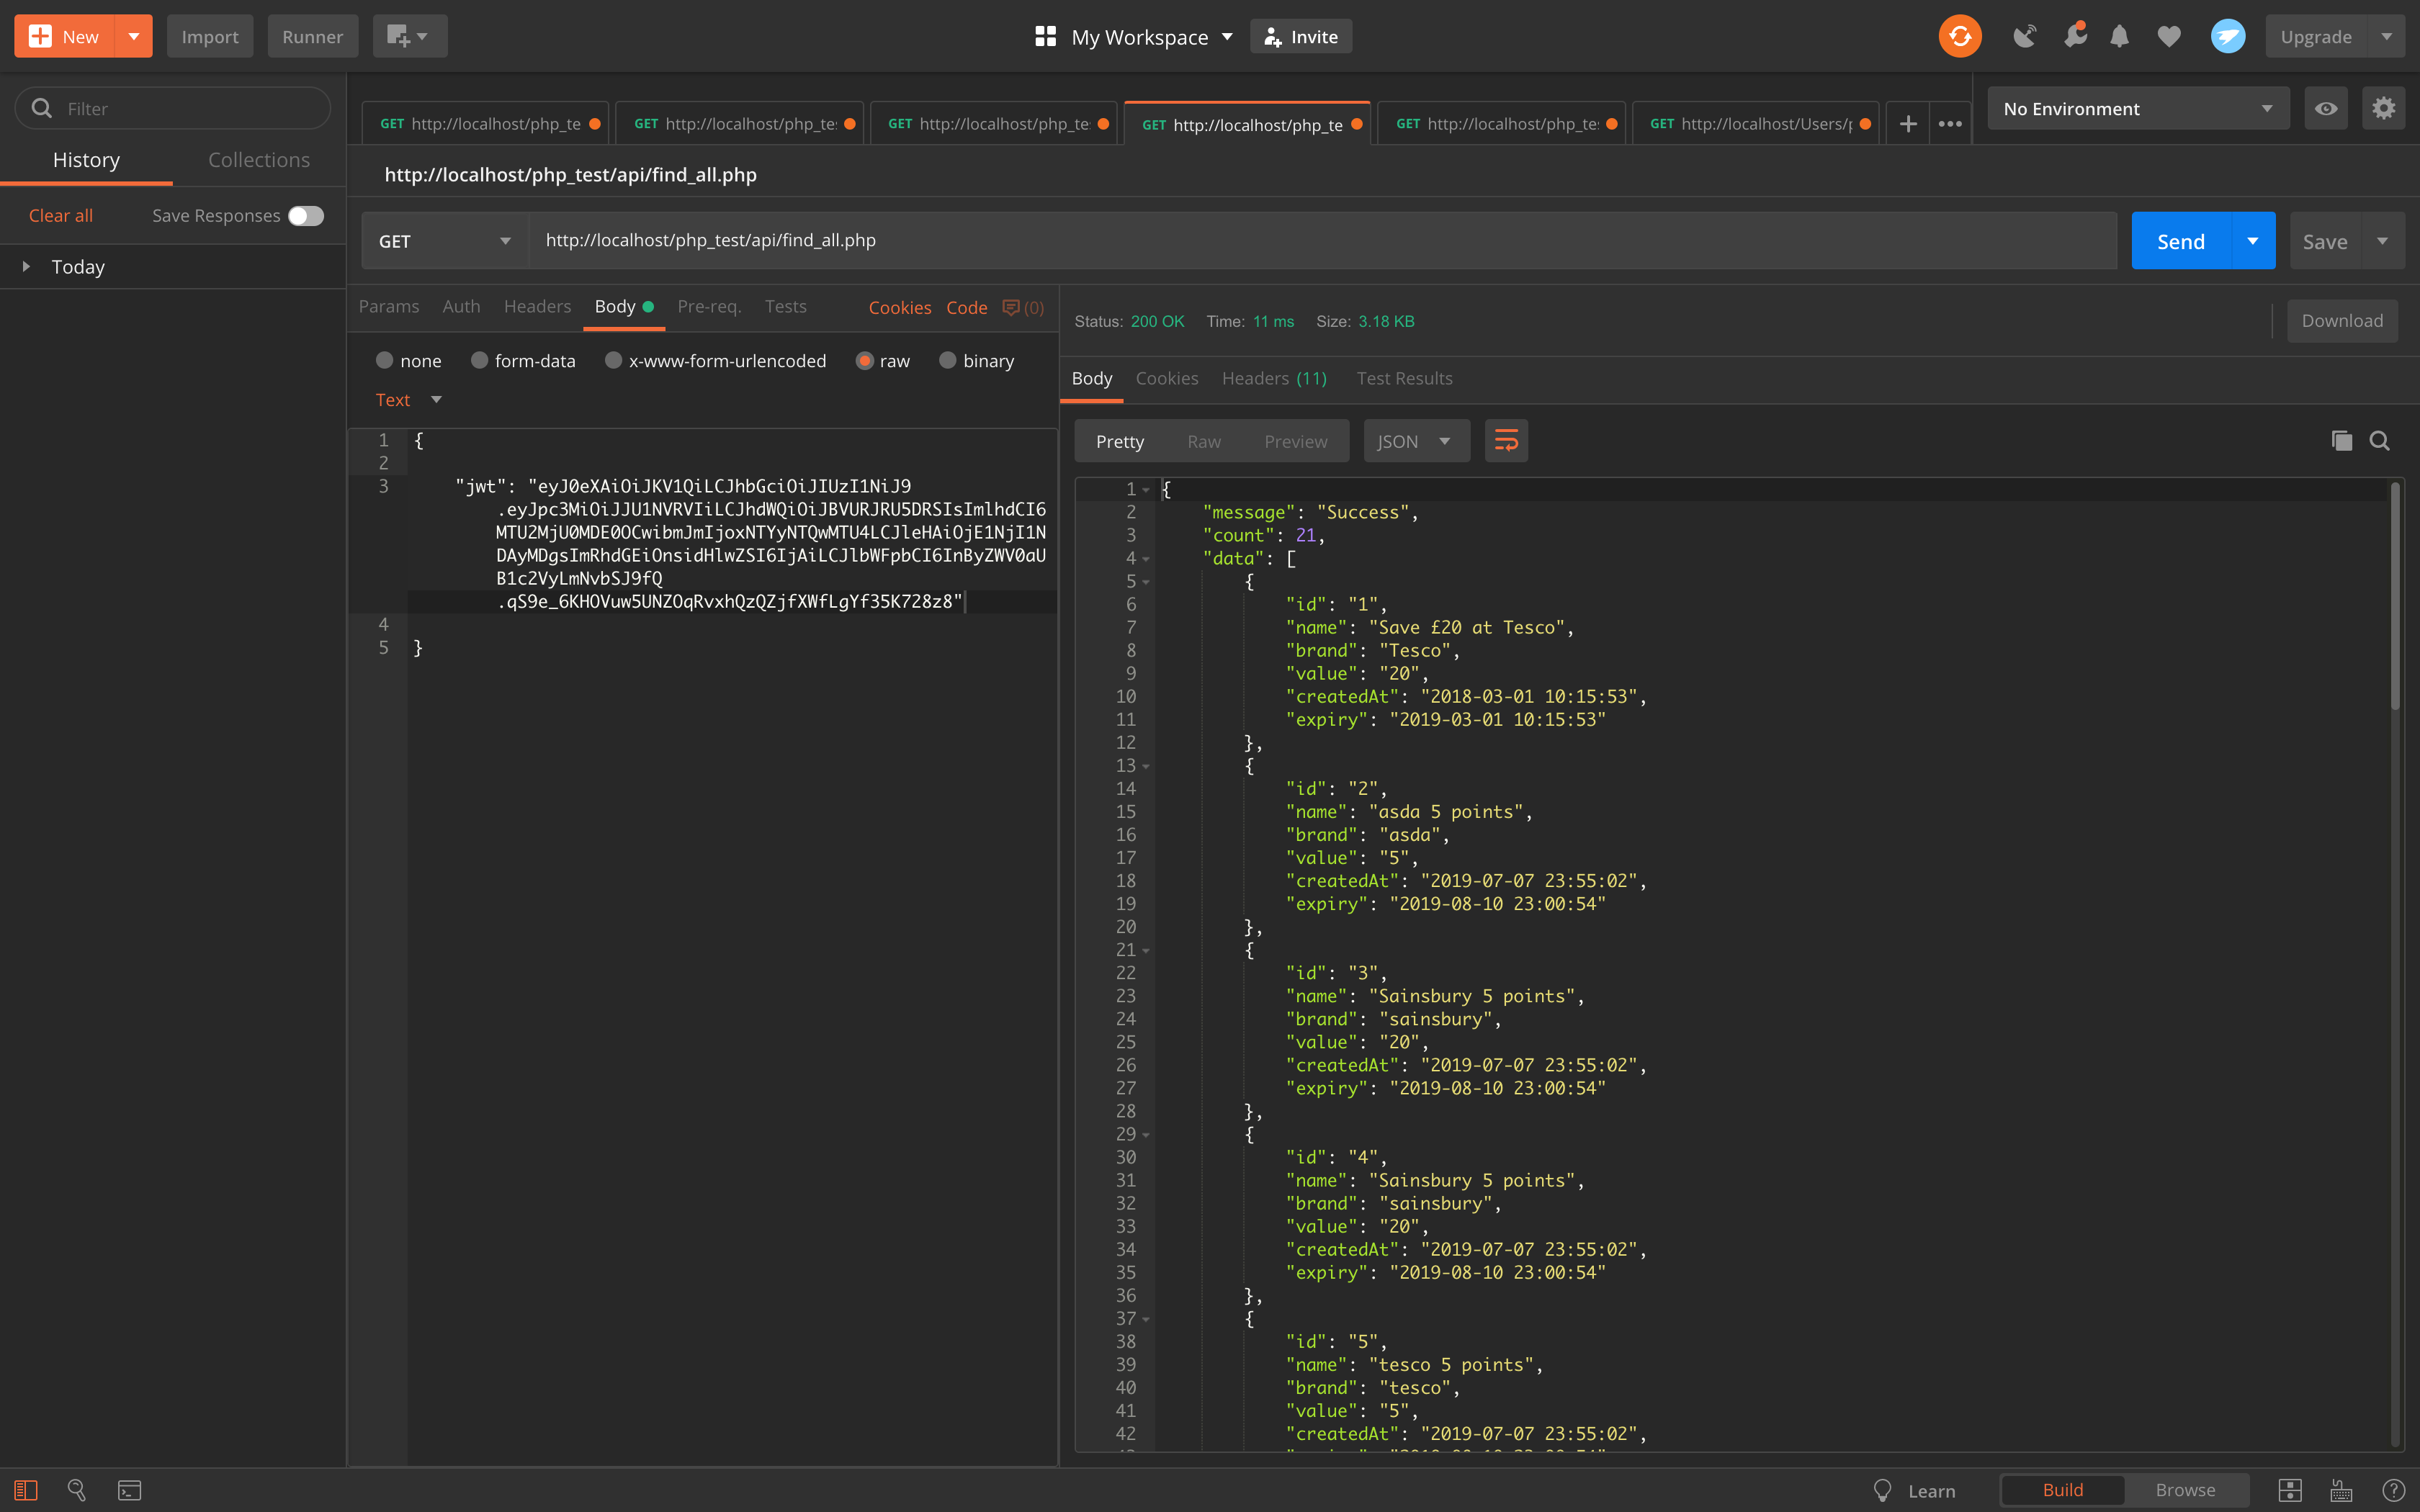 New
Import
Runner
My Workspace
Invite
Upgrade
Filter
History
Collections
Clear all
Save Responses
Today
GET http://localhost/php_te
GET http://localhost/php_te
GET http://localhost/php_te
GET http://localhost/php_te
GET http://localhost/php_te
GET http://localhost/Users/
No Environment
http://localhost/php_test/api/find_all.php
GET
http://localhost/php_test/api/find_all.php
Send
Save
Params Auth Headers Body Pre-req. Tests
Cookies Code (0)
none form-data x-www-form-urlencoded raw binary
Text
1 {
2
3 "jwt": "eyJ0eXAiOiJKV1QiLCJhbGciOiJIUzI1NiJ9
.eyJpc3MiOiJJU1NVRVIiLCJhdWQiOiJBVURJRU5DRSIsImlhdCI6
MTU2MjU0MDE0OCwibmJmIjoxNTYyNTQwMTU4LCJleHAiOjE1NjI1N
DAyMDgsImRhdGEiOnsidHlwZSI6IjAiLCJlbWFpbCI6InByZWV0aU
B1c2VyLmNvbSJ9fQ
.qS9e_6KHOVuw5UNZOqRvxhQzQZjfXWfLgYf35K728z8"
4
5 }
Status: 200 OK Time: 11 ms Size: 3.18 KB
Download
Body Cookies Headers (11) Test Results
Pretty Raw Preview JSON
1 {
2 "message": "Success",
3 "count": 21,
4 "data": [
5 {
6 "id": "1",
7 "name": "Save £20 at Tesco",
8 "brand": "Tesco",
9 "value": "20",
10 "createdAt": "2018-03-01 10:15:53",
11 "expiry": "2019-03-01 10:15:53"
12 },
13 {
14 "id": "2",
15 "name": "asda 5 points",
16 "brand": "asda",
17 "value": "5",
18 "createdAt": "2019-07-07 23:55:02",
19 "expiry": "2019-08-10 23:00:54"
20 },
21 {
22 "id": "3",
23 "name": "Sainsbury 5 points",
24 "brand": "sainsbury",
25 "value": "20",
26 "createdAt": "2019-07-07 23:55:02",
27 "expiry": "2019-08-10 23:00:54"
28 },
29 {
30 "id": "4",
31 "name": "Sainsbury 5 points",
32 "brand": "sainsbury",
33 "value": "20",
34 "createdAt": "2019-07-07 23:55:02",
35 "expiry": "2019-08-10 23:00:54"
36 },
37 {
38 "id": "5",
39 "name": "tesco 5 points",
40 "brand": "tesco",
41 "value": "5",
42 "createdAt": "2019-07-07 23:55:02",
Learn
Build
Browse